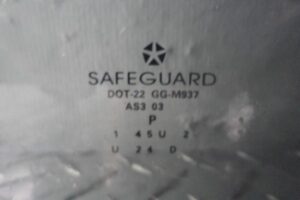 SAFEGUARD
DOT-22 GG-M937
AS3 03
P
1 45U 2
U 24 D